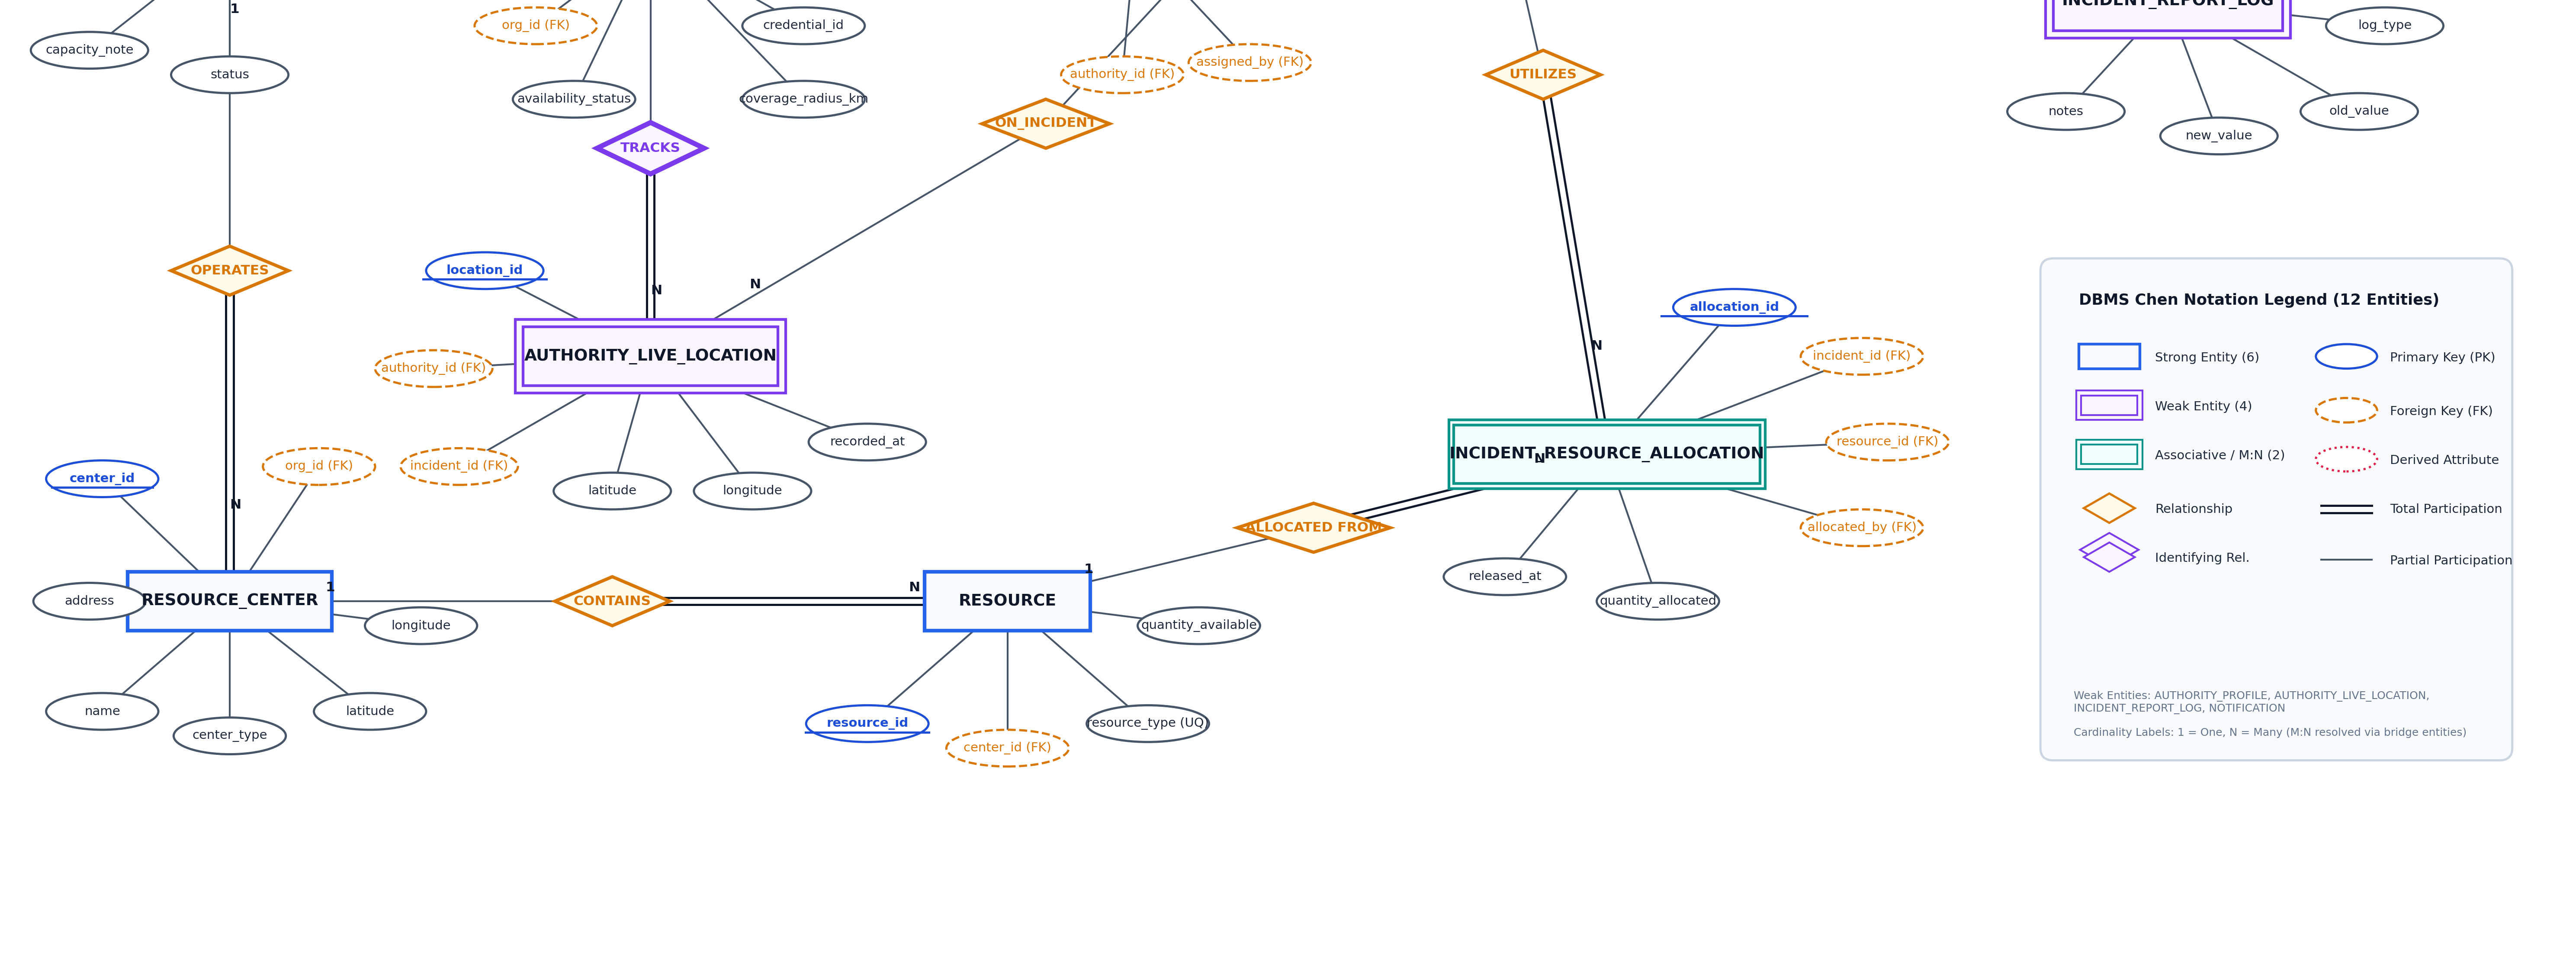 1
INCIDENT_REPORT_LOG
capacity_note
status
org_id (FK)
credential_id
availability_status
coverage_radius_km
authority_id (FK)
assigned_by (FK)
UTILIZES
log_type
notes
new_value
old_value
ON_INCIDENT
TRACKS
OPERATES
location_id
N
N
AUTHORITY_LIVE_LOCATION
authority_id (FK)
incident_id (FK)
latitude
longitude
recorded_at
allocation_id
incident_id (FK)
N
INCIDENT_RESOURCE_ALLOCATION
N
resource_id (FK)
allocated_by (FK)
released_at
quantity_allocated
ALLOCATED FROM
center_id
org_id (FK)
N
address
RESOURCE_CENTER
1
longitude
name
center_type
latitude
CONTAINS
N
RESOURCE
1
quantity_available
resource_id
center_id (FK)
resource_type (UQ)
DBMS Chen Notation Legend (12 Entities)
Strong Entity (6)
Primary Key (PK)
Weak Entity (4)
Foreign Key (FK)
Associative / M:N (2)
Derived Attribute
Relationship
Total Participation
Identifying Rel.
Partial Participation
Weak Entities: AUTHORITY_PROFILE, AUTHORITY_LIVE_LOCATION,
INCIDENT_REPORT_LOG, NOTIFICATION
Cardinality Labels: 1 = One, N = Many (M:N resolved via bridge entities)